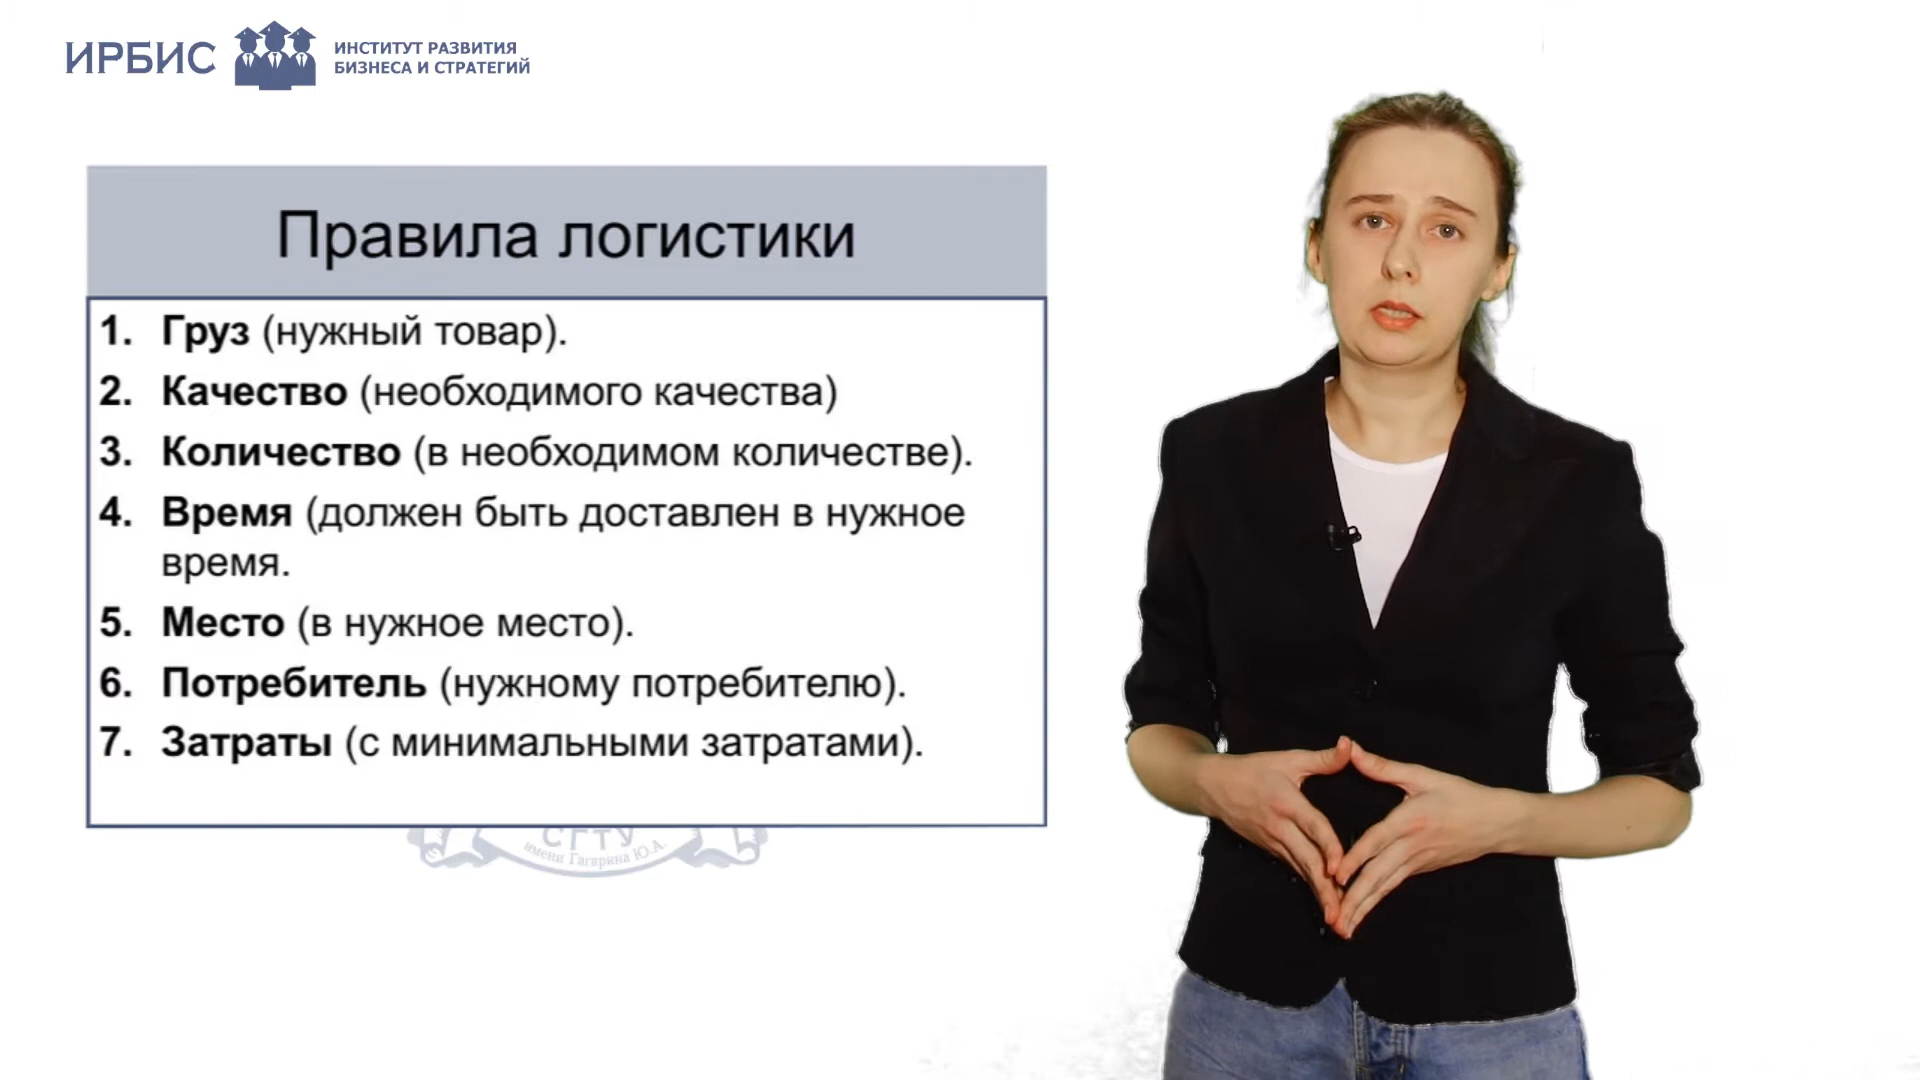 ИРБИС
ИНСТИТУТ РАЗВИТИЯ
БИЗНЕСА И СТРАТЕГИЙ
Правила логистики
1. Груз (нужный товар).
2. Качество (необходимого качества)
3. Количество (в необходимом количестве).
4. Время (должен быть доставлен в нужное
время.
5. Место (в нужное место).
6. Потребитель (нужному потребителю).
7. Затраты (с минимальными затратами).
СГТУ
имени Гагарина Ю.А.